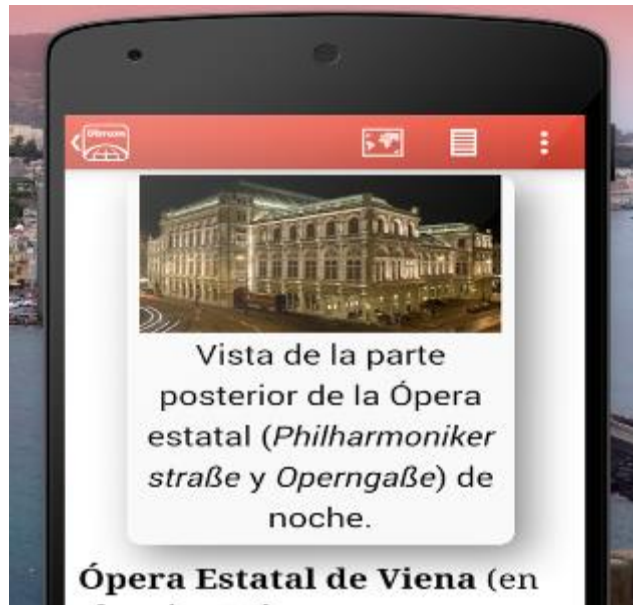 Vista de la parte
posterior de la Ópera
estatal (Philharmoniker
straße y Operngaße) de
noche.
Ópera Estatal de Viena (en